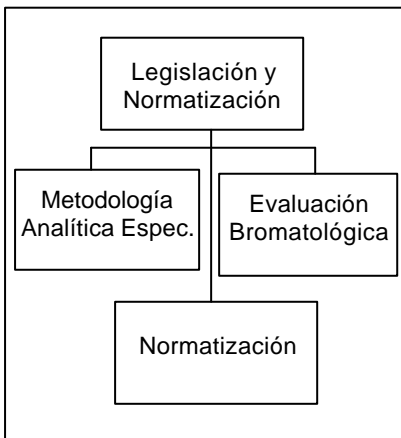 Legislación y
Normatización
Metodología
Analítica Espec.
Evaluación
Bromatológica
Normatización